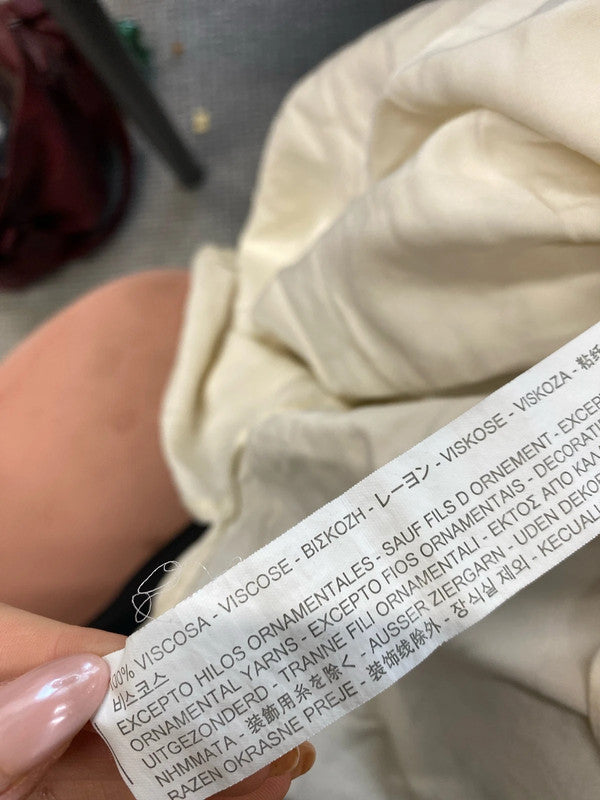 100% VISCOSA - VISCOSE - ΒΙΣΚΟΖΗ - レーヨン - VISKOSE - VISKOZA - 粘纤
비스코스
EXCEPTO HILOS ORNAMENTALES - SAUF FILS D ORNEMENT - EXCEP
ORNAMENTAL YARNS - EXCEPTO FIOS ORNAMENTAIS - DECORATI
UITGEZONDERD - TRANNE FILI ORNAMENTALI - ΕΚΤΟΣ ΑΠΟ ΚΑΛ
ΝΗΜΜΑΤΑ - 装飾用糸を除く - AUSSER ZIERGARN - UDEN DEKOR
RAZEN OKRASNE PREJE - 装饰线除外 - 장식실 제외 - KECUALI